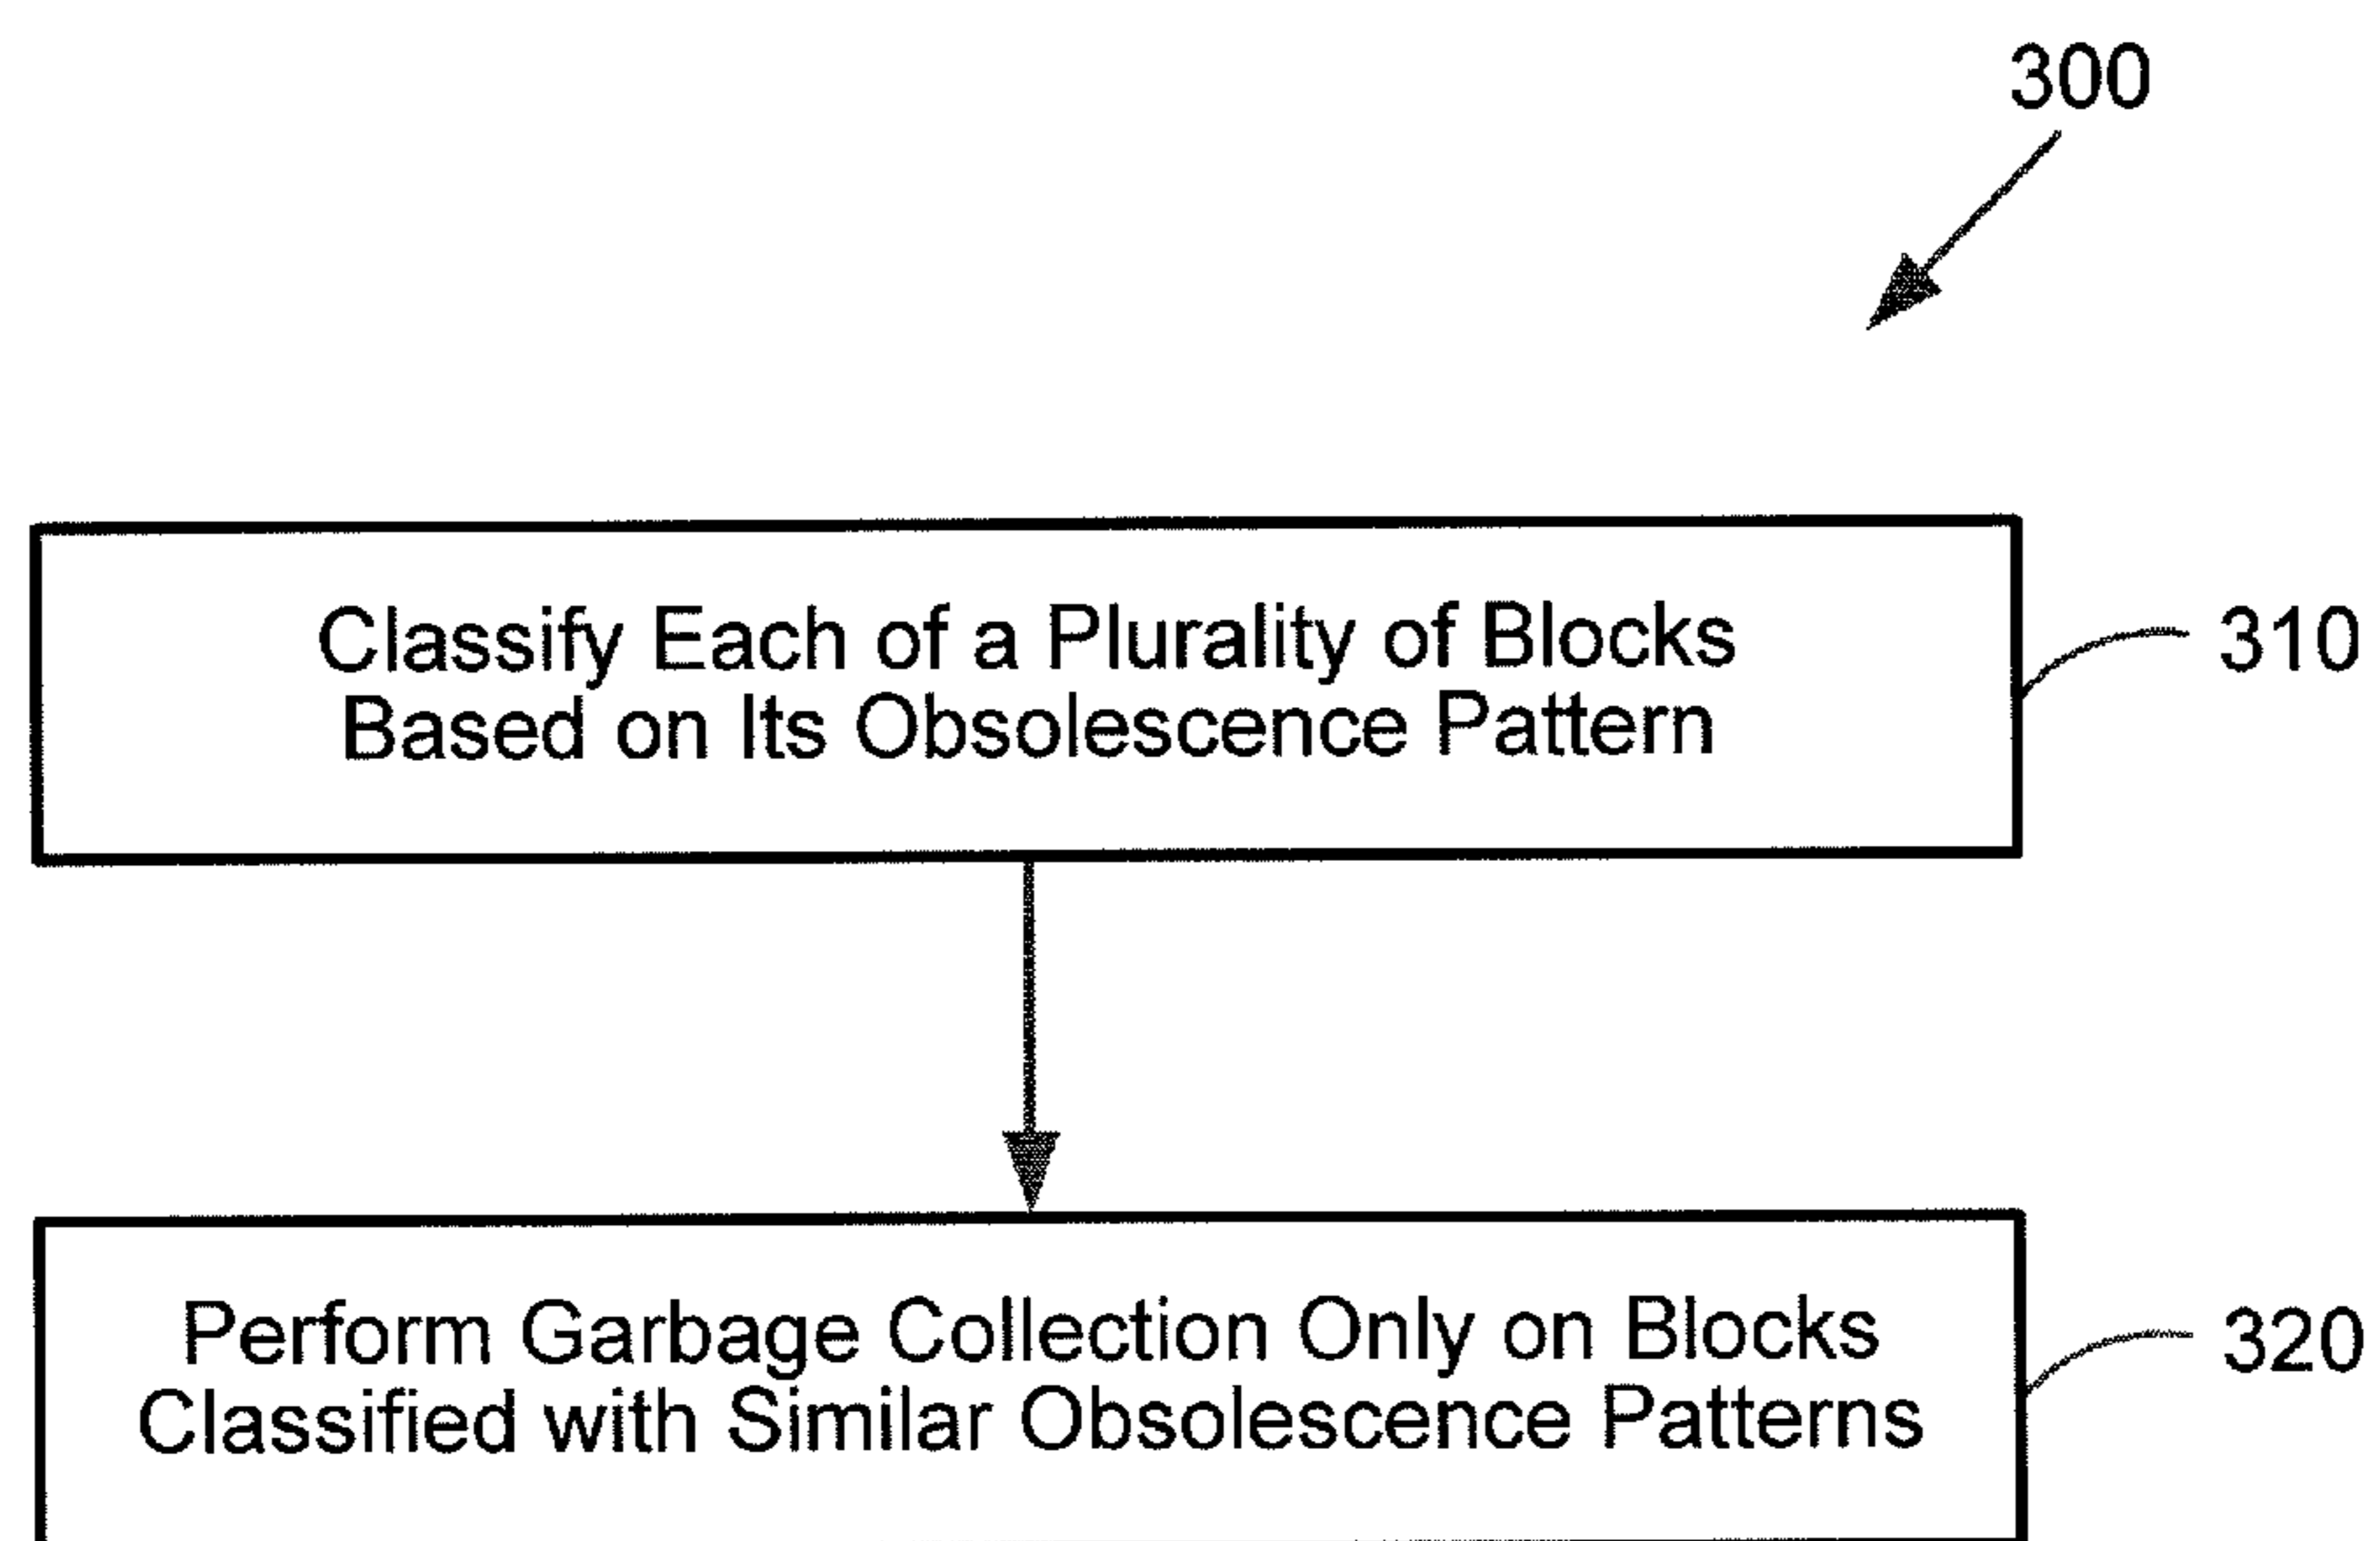 300
Classify Each of a Plurality of Blocks
Based on Its Obsolescence Pattern
310
Perform Garbage Collection Only on Blocks
Classified with Similar Obsolescence Patterns
320